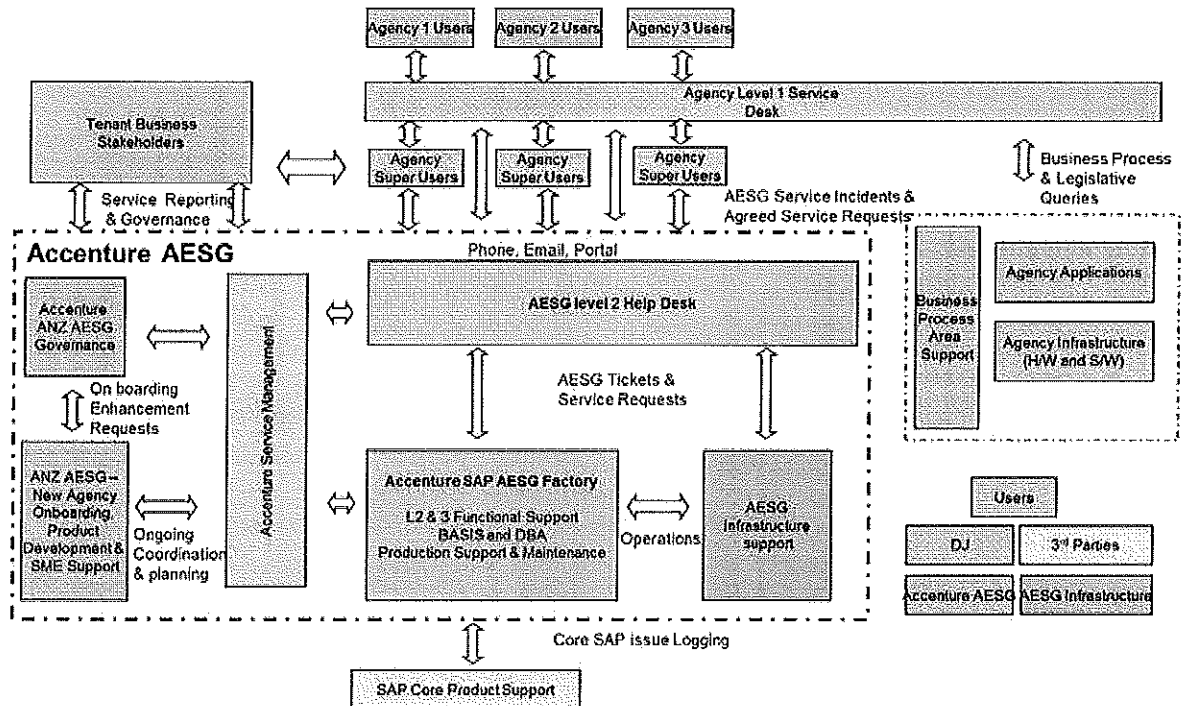 Agency 1 Users
Agency 2 Users
Agency 3 Users
Agency Level 1 Service
Desk
Tenant Business
Stakeholders
Agency
Super Users
Agency
Super Users
Agency
Super Users
Business Process
& Legislative
Queries
Service Reporting
& Governance
AESG Service Incidents &
Agreed Service Requests
Accenture AESG
Phone, Email, Portal
AESG level 2 Help Desk
Accenture
ANZ AESG
Governance
Accenture Service Management
Business
Process
Area
Support
Agency Applications
Agency Infrastructure
(H/W and S/W)
On boarding
Enhancement
Requests
AESG Tickets &
Service Requests
ANZ AESG –
New Agency
Onboarding,
Product
Development &
SME Support
Ongoing
Coordination
& planning
Accenture SAP AESG Factory
L2 & 3 Functional Support
BASIS and DBA
Production Support & Maintenance
Operations
AESG
Infrastructure
support
Users
DJ
3rd Parties
Accenture AESG
AESG Infrastructure
Core SAP issue Logging
SAP Core Product Support